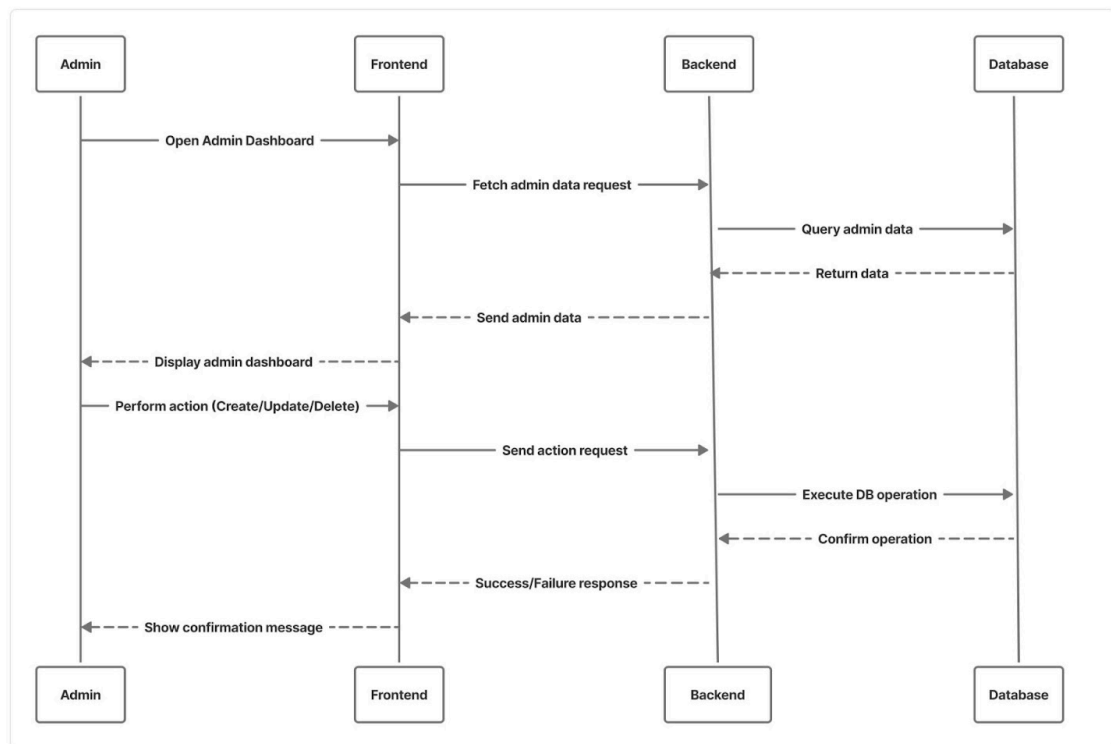 Admin
Frontend
Backend
Database
Open Admin Dashboard
Fetch admin data request
Query admin data
Return data
Send admin data
Display admin dashboard
Perform action (Create/Update/Delete)
Send action request
Execute DB operation
Confirm operation
Success/Failure response
Show confirmation message
Admin
Frontend
Backend
Database